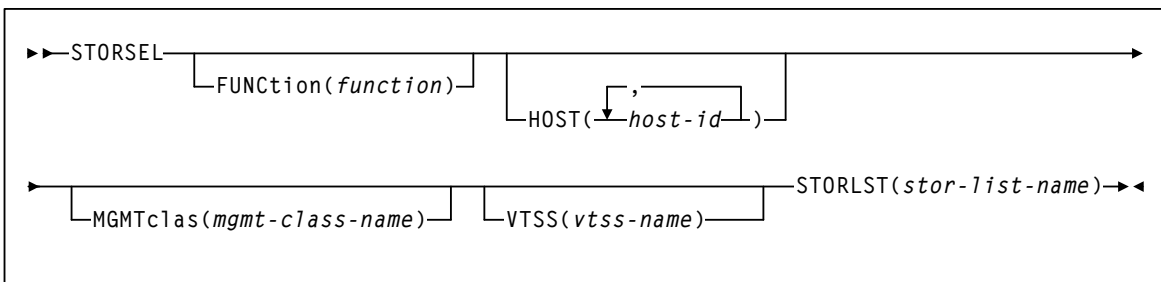 STORSEL
FUNCtion(function)
,
HOST( host-id )
STORLST(stor-list-name)
MGMTclas(mgmt-class-name)
VTSS(vtss-name)